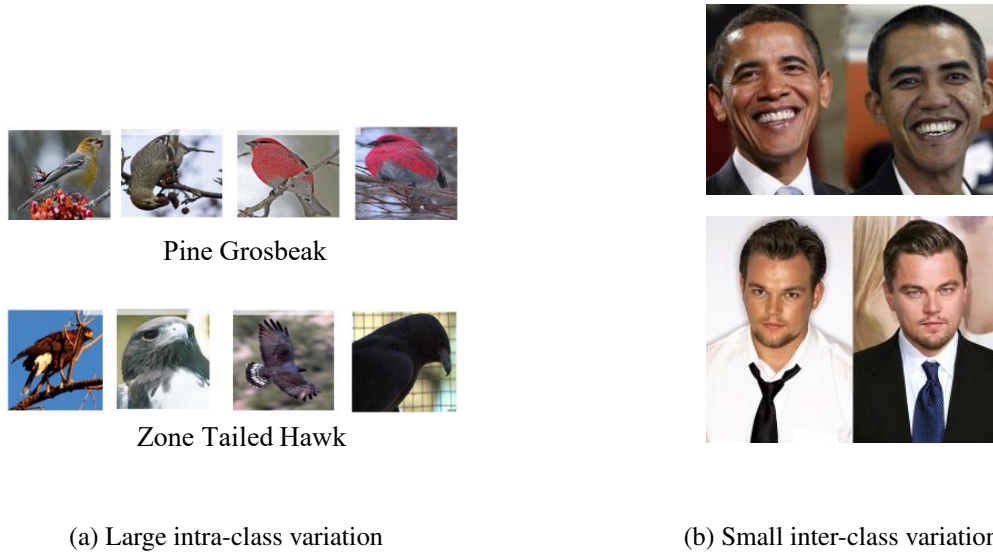 Pine Grosbeak
Zone Tailed Hawk
(a) Large intra-class variation
(b) Small inter-class variation